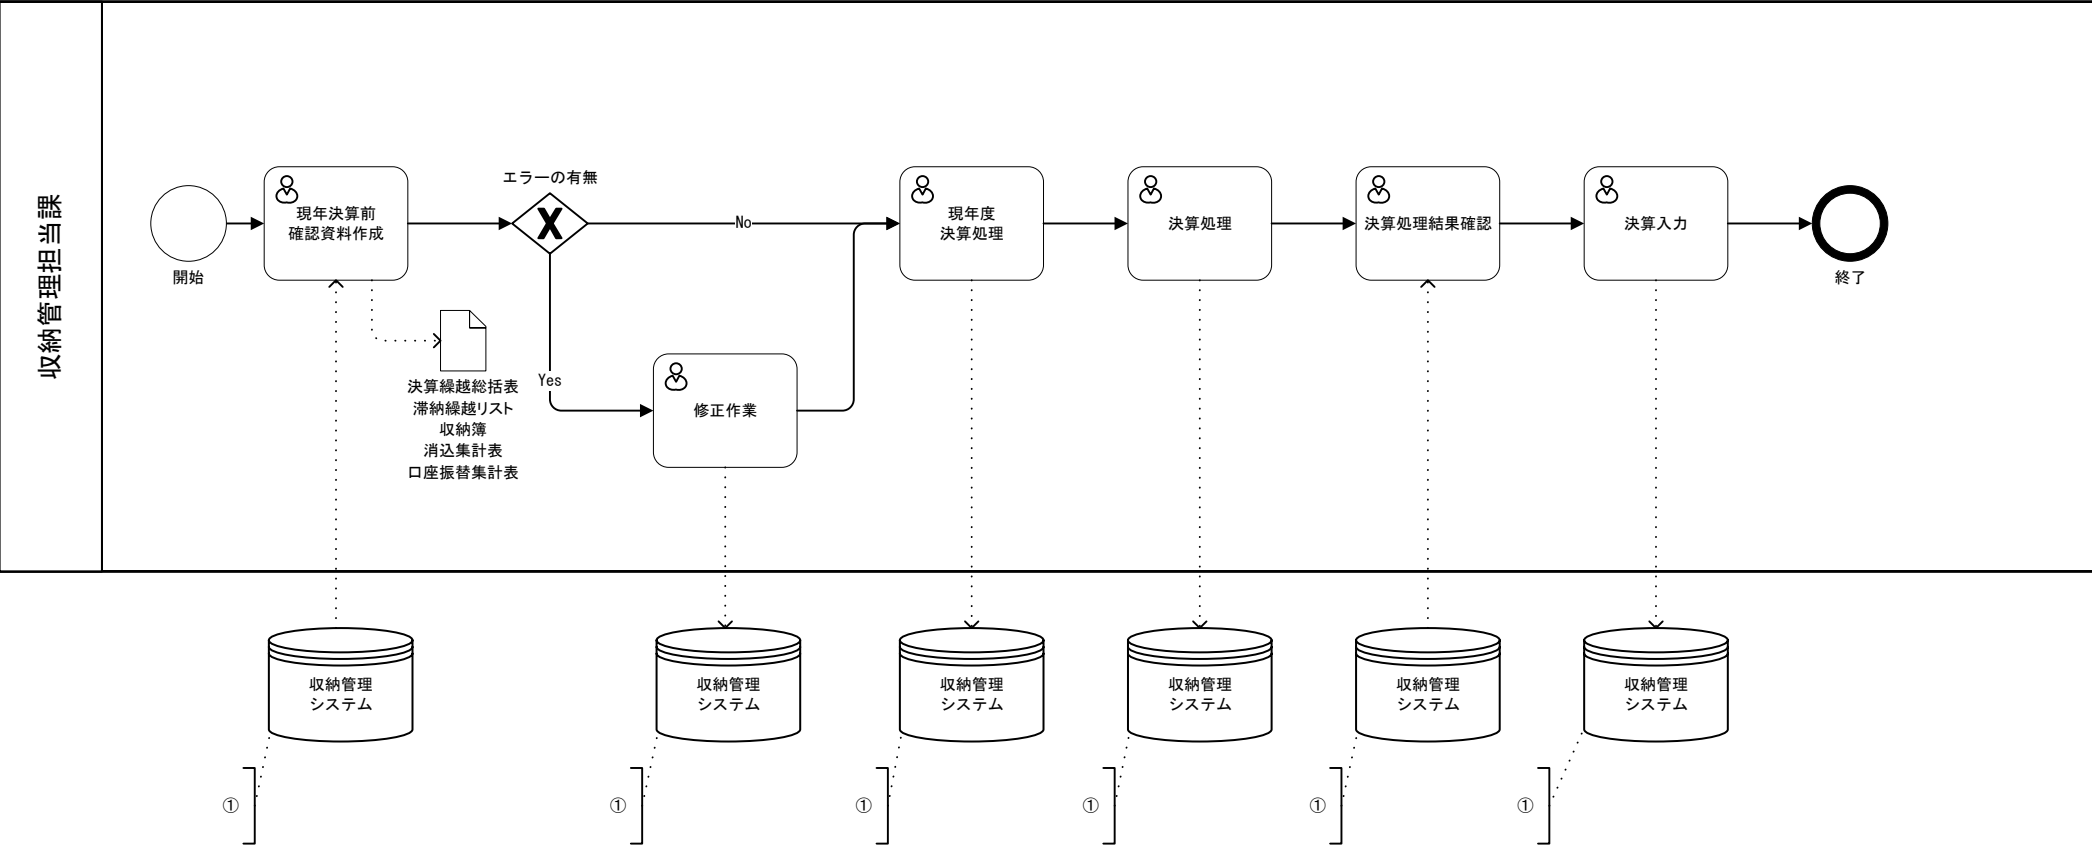 収納管理担当課
開始
現年決算前
確認資料作成
エラーの有無
No
Yes
決算繰越総括表
滞納繰越リスト
収納簿
消込集計表
口座振替集計表
修正作業
現年度
決算処理
決算処理
決算処理結果確認
決算入力
終了
収納管理
システム
収納管理
システム
収納管理
システム
収納管理
システム
収納管理
システム
収納管理
システム
①
①
①
①
①
①